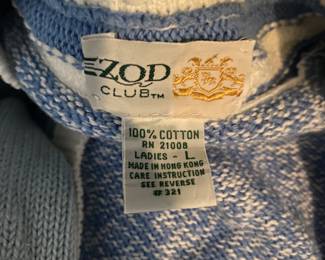 IZOD
CLUB™
100% COTTON
RN 21008
LADIES - L
MADE IN HONG KONG
CARE INSTRUCTION
SEE REVERSE
#321